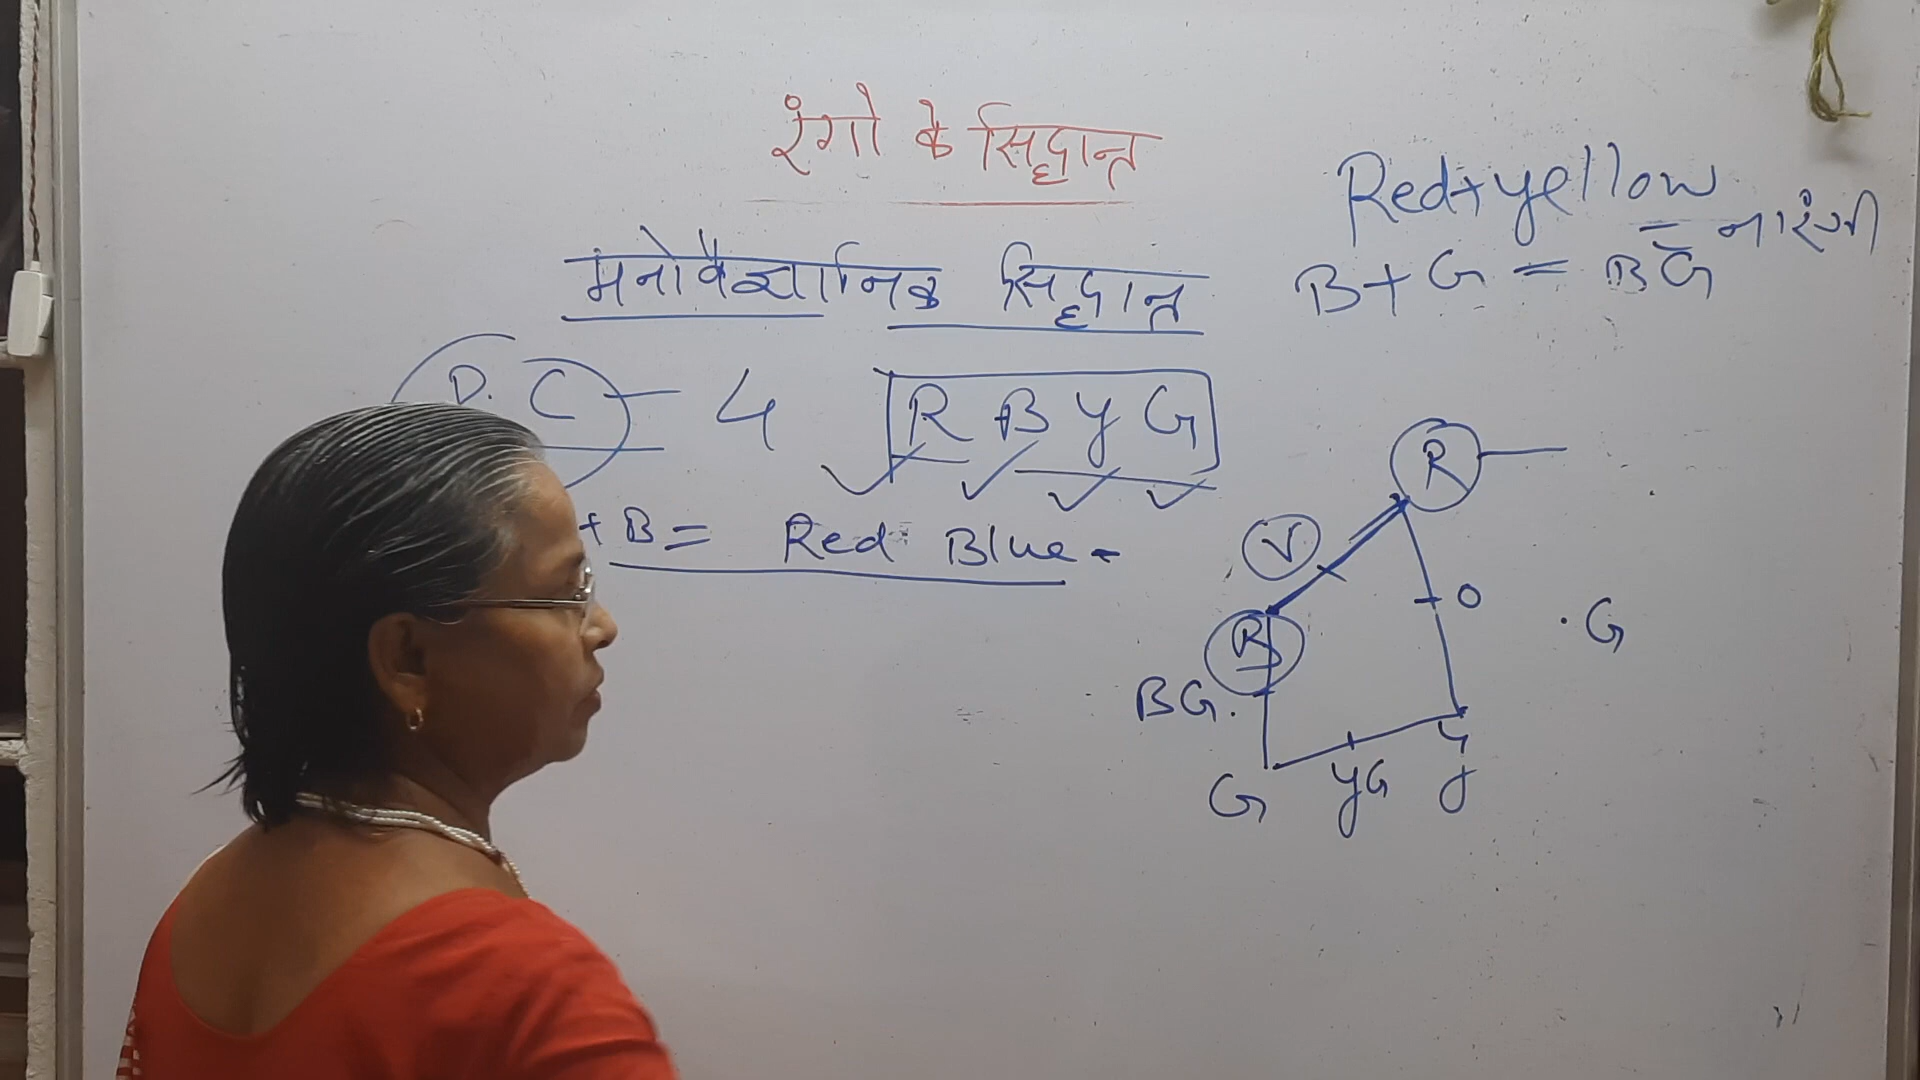 रंगो के सिद्धान्त
Red+yellow
= नारंगी
मनोवैज्ञानिक सिद्धान्त
B+G = BG
P. C = 4 R B Y G
+ B = Red Blue -
R
V
O
B
G
BG.
G YG y